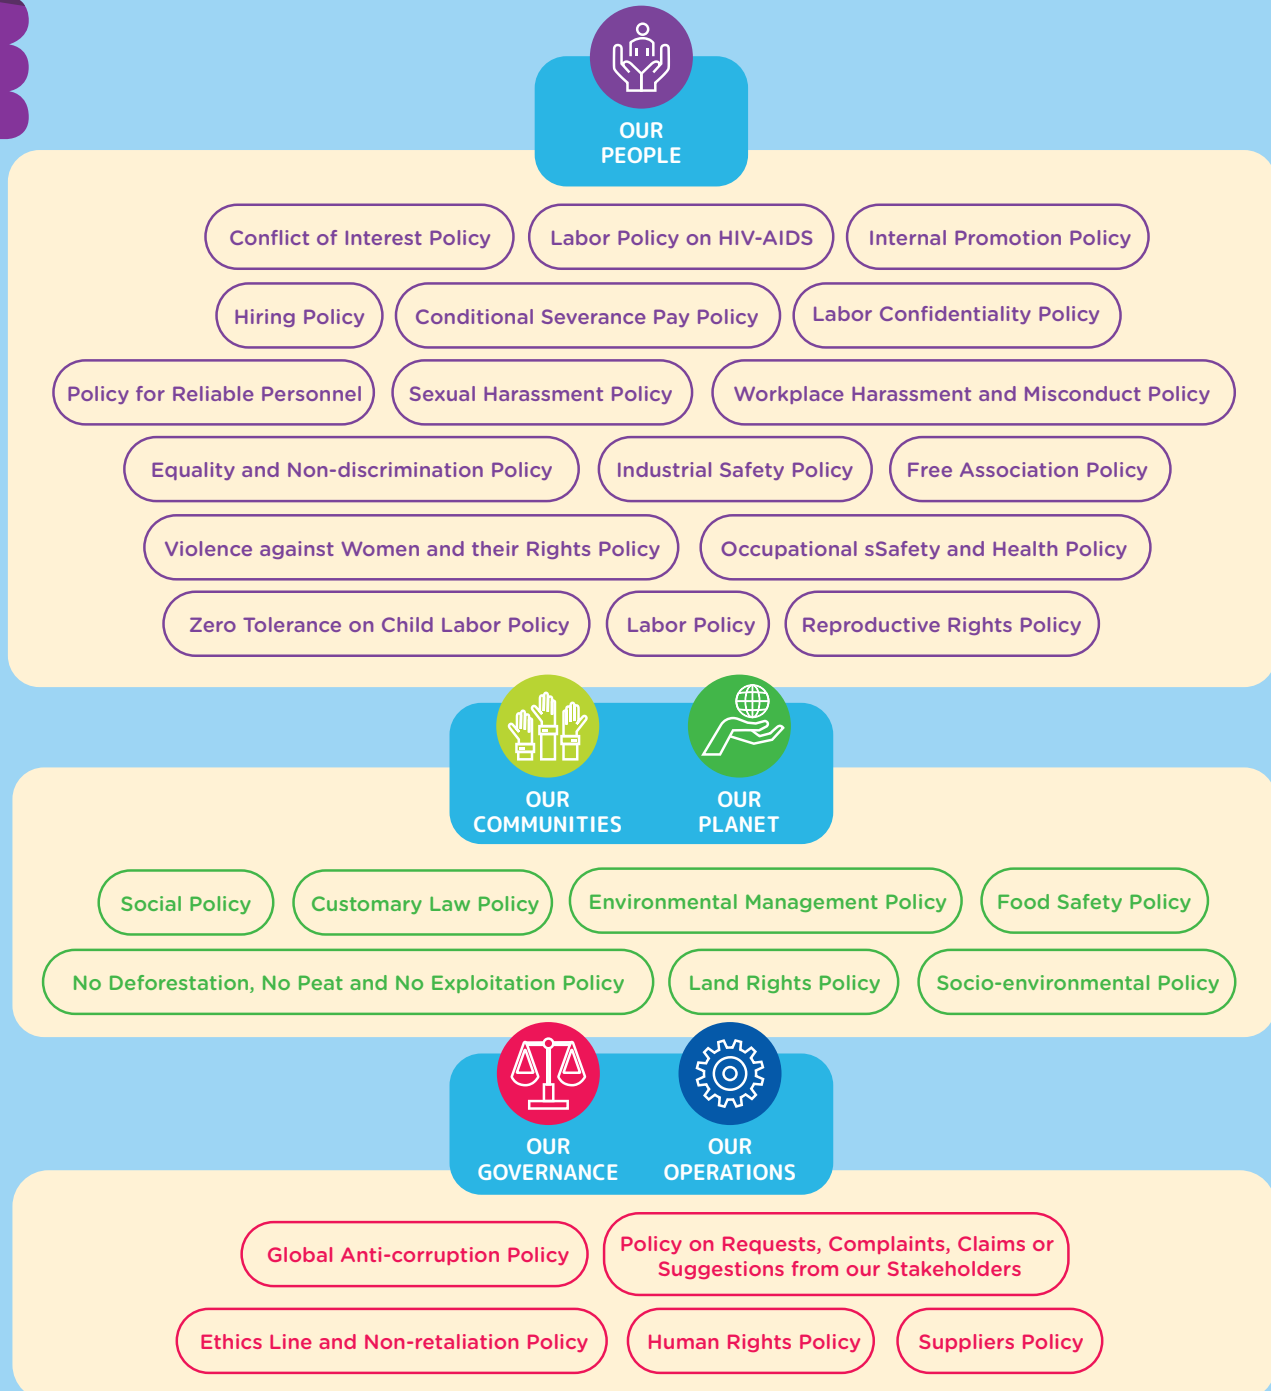 OUR
PEOPLE
Conflict of Interest Policy
Labor Policy on HIV-AIDS
Internal Promotion Policy
Hiring Policy
Conditional Severance Pay Policy
Labor Confidentiality Policy
Policy for Reliable Personnel
Sexual Harassment Policy
Workplace Harassment and Misconduct Policy
Equality and Non-discrimination Policy
Industrial Safety Policy
Free Association Policy
Violence against Women and their Rights Policy
Occupational sSafety and Health Policy
Zero Tolerance on Child Labor Policy
Labor Policy
Reproductive Rights Policy
OUR
COMMUNITIES
OUR
PLANET
Social Policy
Customary Law Policy
Environmental Management Policy
Food Safety Policy
No Deforestation, No Peat and No Exploitation Policy
Land Rights Policy
Socio-environmental Policy
OUR
GOVERNANCE
OUR
OPERATIONS
Global Anti-corruption Policy
Policy on Requests, Complaints, Claims or
Suggestions from our Stakeholders
Ethics Line and Non-retaliation Policy
Human Rights Policy
Suppliers Policy